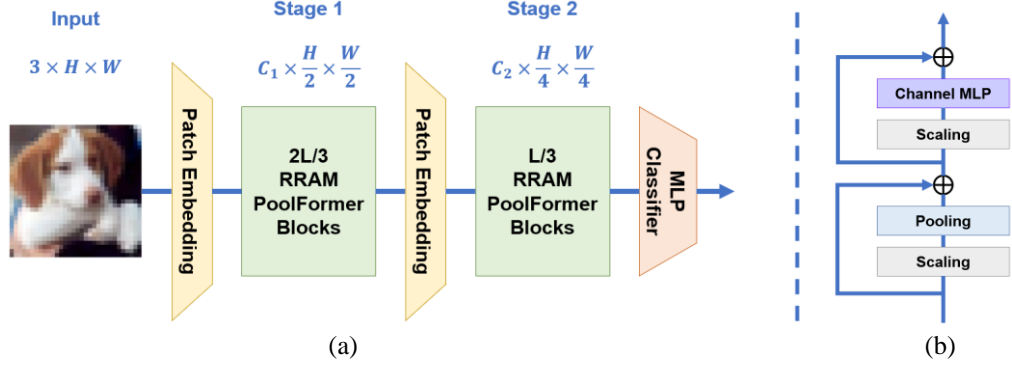 Input
Stage 1
Stage 2
3 × H × W
C₁ × H/2 × W/2
C₂ × H/4 × W/4
Patch Embedding
2L/3
RRAM
PoolFormer
Blocks
Patch Embedding
L/3
RRAM
PoolFormer
Blocks
MLP
Classifier
(a)
Channel MLP
Scaling
Pooling
Scaling
(b)